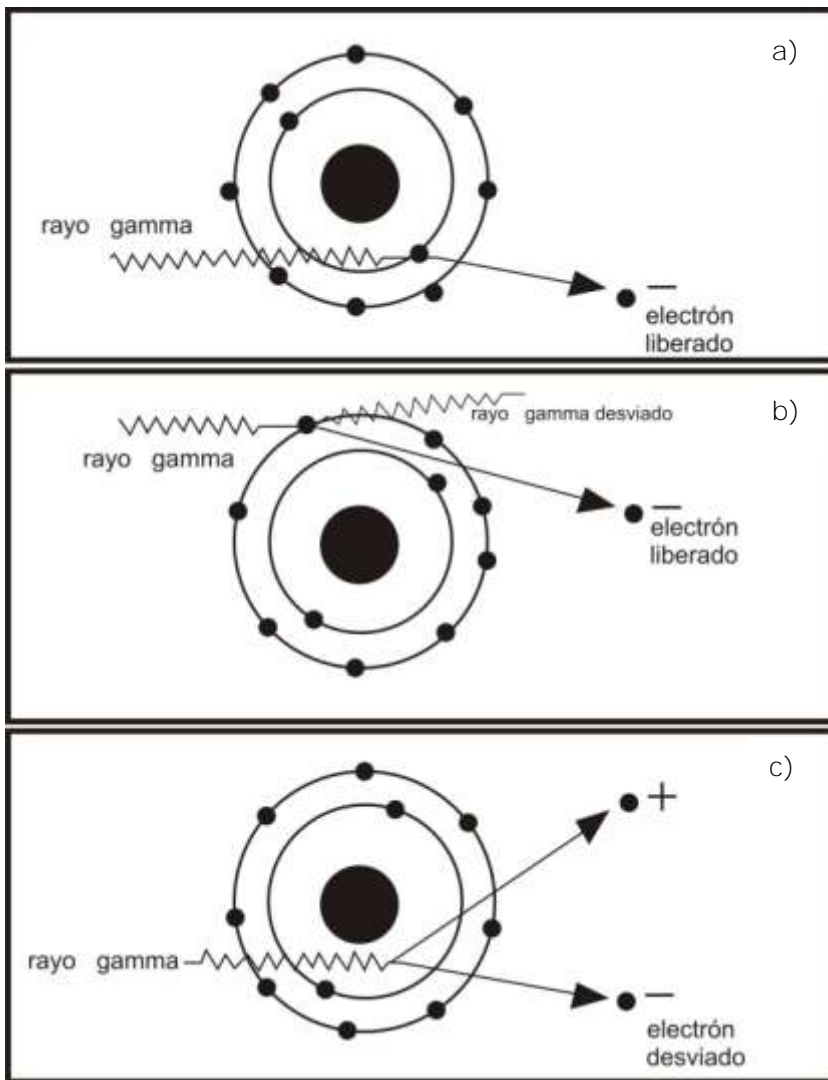 a)
rayo gamma
—
electrón
liberado
b)
rayo gamma desviado
rayo gamma
—
electrón
liberado
c)
+
rayo gamma
—
electrón
desviado